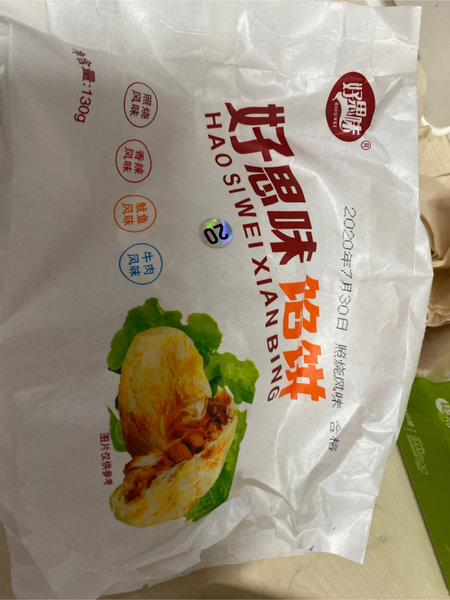 好思味®
HAOSIWEI
好思味馅饼
HAO SI WEI XIAN BING
20
2020年7月30日 照烧风味 合格
含量:130g
照烧
风味
香辣
风味
鱿鱼
风味
牛肉
风味
图片仅供参考